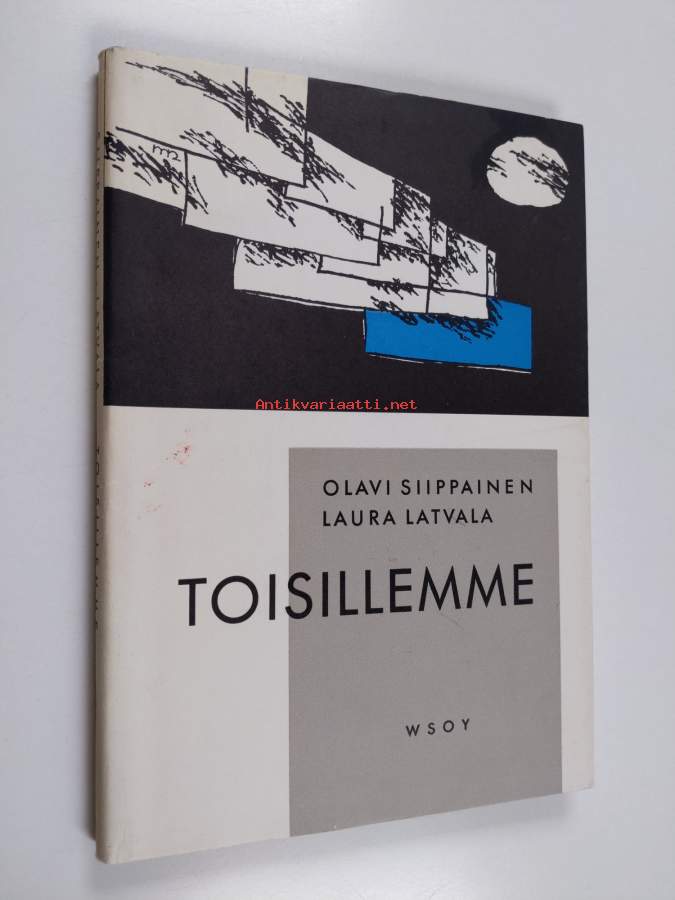 Antikvariaatti.net
OLAVI SIIPPAINEN
LAURA LATVALA
TOISILLEMME
WSOY